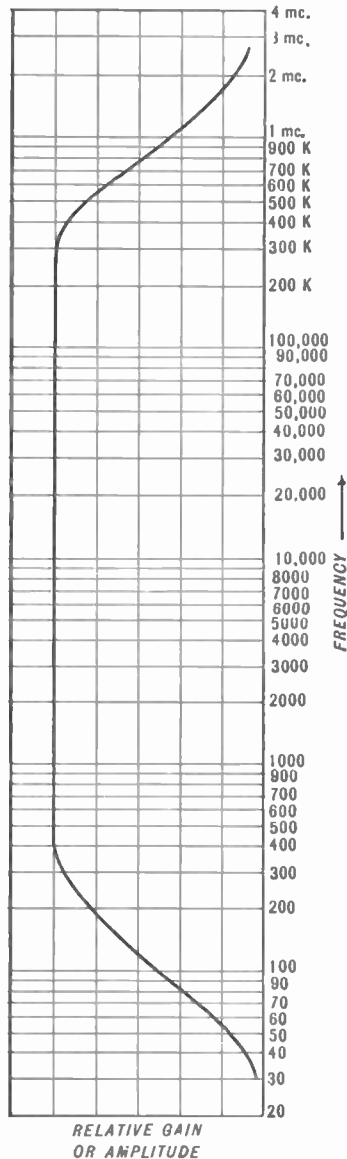 4 mc.
3 mc.
2 mc.
1 mc.
900 K
700 K
600 K
500 K
400 K
300 K
200 K
100,000
90,000
70,000
60,000
50,000
40,000
30,000
20,000
10,000
8000
7000
6000
5000
4000
3000
2000
1000
900
700
600
500
400
300
200
100
90
70
60
50
40
30
20
FREQUENCY
RELATIVE GAIN
OR AMPLITUDE